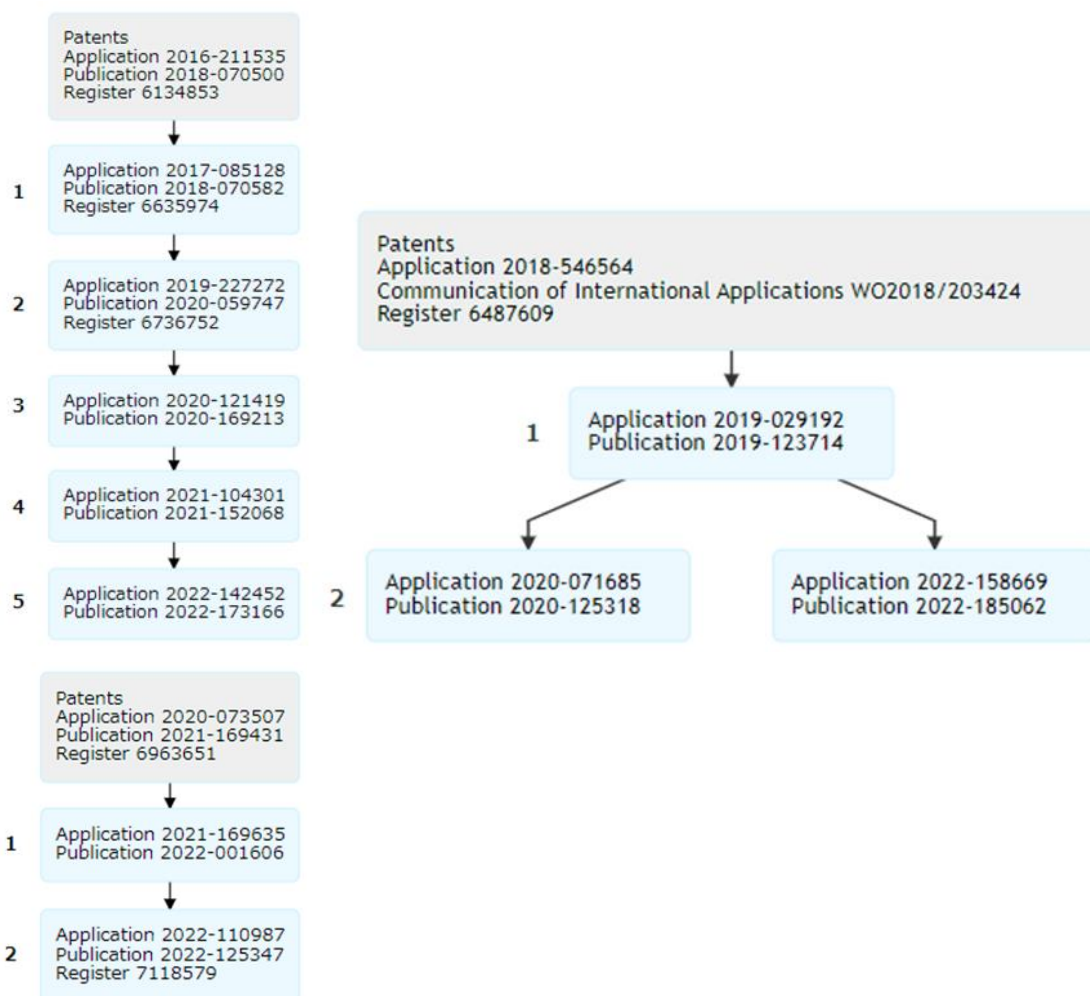 Patents
Application 2016-211535
Publication 2018-070500
Register 6134853
1
Application 2017-085128
Publication 2018-070582
Register 6635974
2
Application 2019-227272
Publication 2020-059747
Register 6736752
3
Application 2020-121419
Publication 2020-169213
4
Application 2021-104301
Publication 2021-152068
5
Application 2022-142452
Publication 2022-173166
Patents
Application 2018-546564
Communication of International Applications WO2018/203424
Register 6487609
1
Application 2019-029192
Publication 2019-123714
2
Application 2020-071685
Publication 2020-125318
Application 2022-158669
Publication 2022-185062
Patents
Application 2020-073507
Publication 2021-169431
Register 6963651
1
Application 2021-169635
Publication 2022-001606
2
Application 2022-110987
Publication 2022-125347
Register 7118579